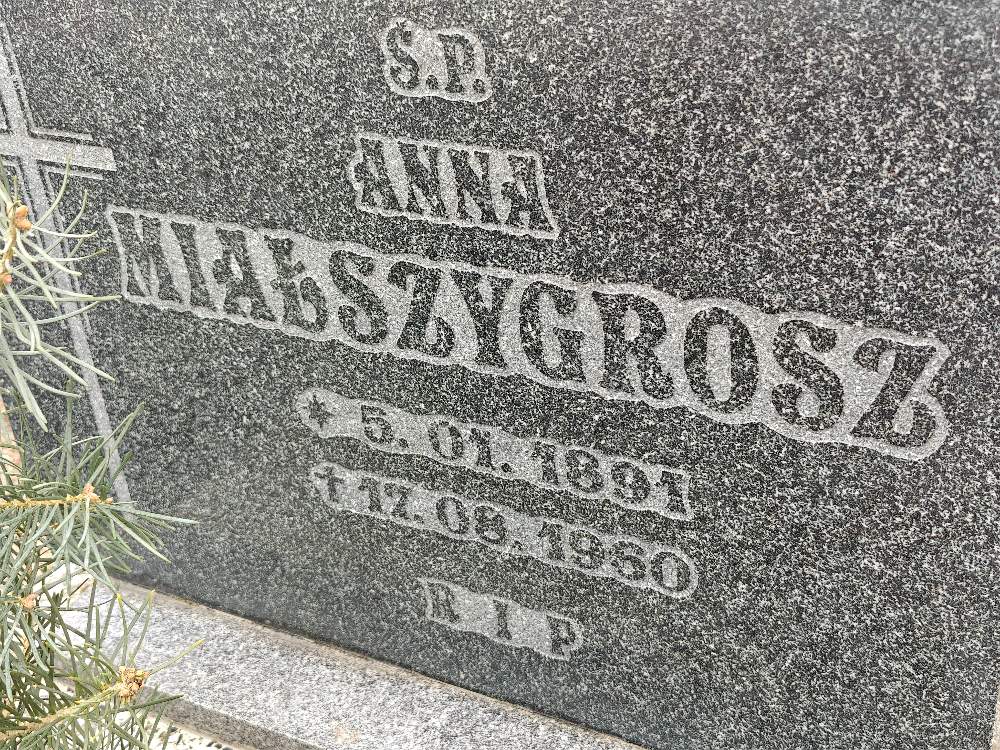 S.P.
ANNA
MIAŁSZYGROSZ
* 5.01.1891
† 17.08.1960
R I P